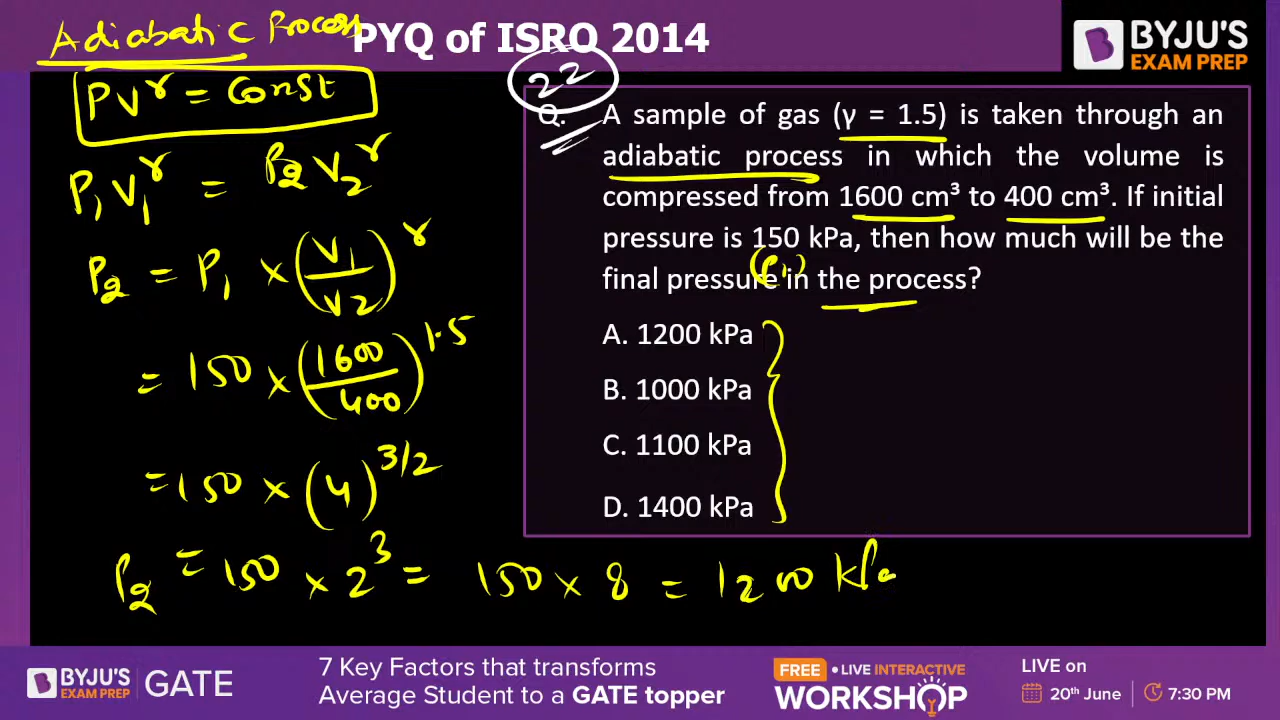 Adiabatic Process
PYQ of ISRO 2014
BYJU'S
EXAM PREP
PV^γ = Const
22
Q. A sample of gas (γ = 1.5) is taken through an
adiabatic process in which the volume is
compressed from 1600 cm³ to 400 cm³. If initial
pressure is 150 kPa, then how much will be the
(P₁)
final pressure in the process?
A. 1200 kPa
B. 1000 kPa
C. 1100 kPa
D. 1400 kPa
P₁V₁^γ = P₂V₂^γ
P₂ = P₁ × (V₁/V2)^γ
= 150 × (1600/400)^1.5
= 150 × (4)^3/2
P₂ = 150 × 2³ = 150 × 8 = 1200 kPa
BYJU'S
EXAM PREP
GATE
7 Key Factors that transforms
Average Student to a GATE topper
FREE • LIVE INTERACTIVE
WORKSHOP
LIVE on
20th June
7:30 PM